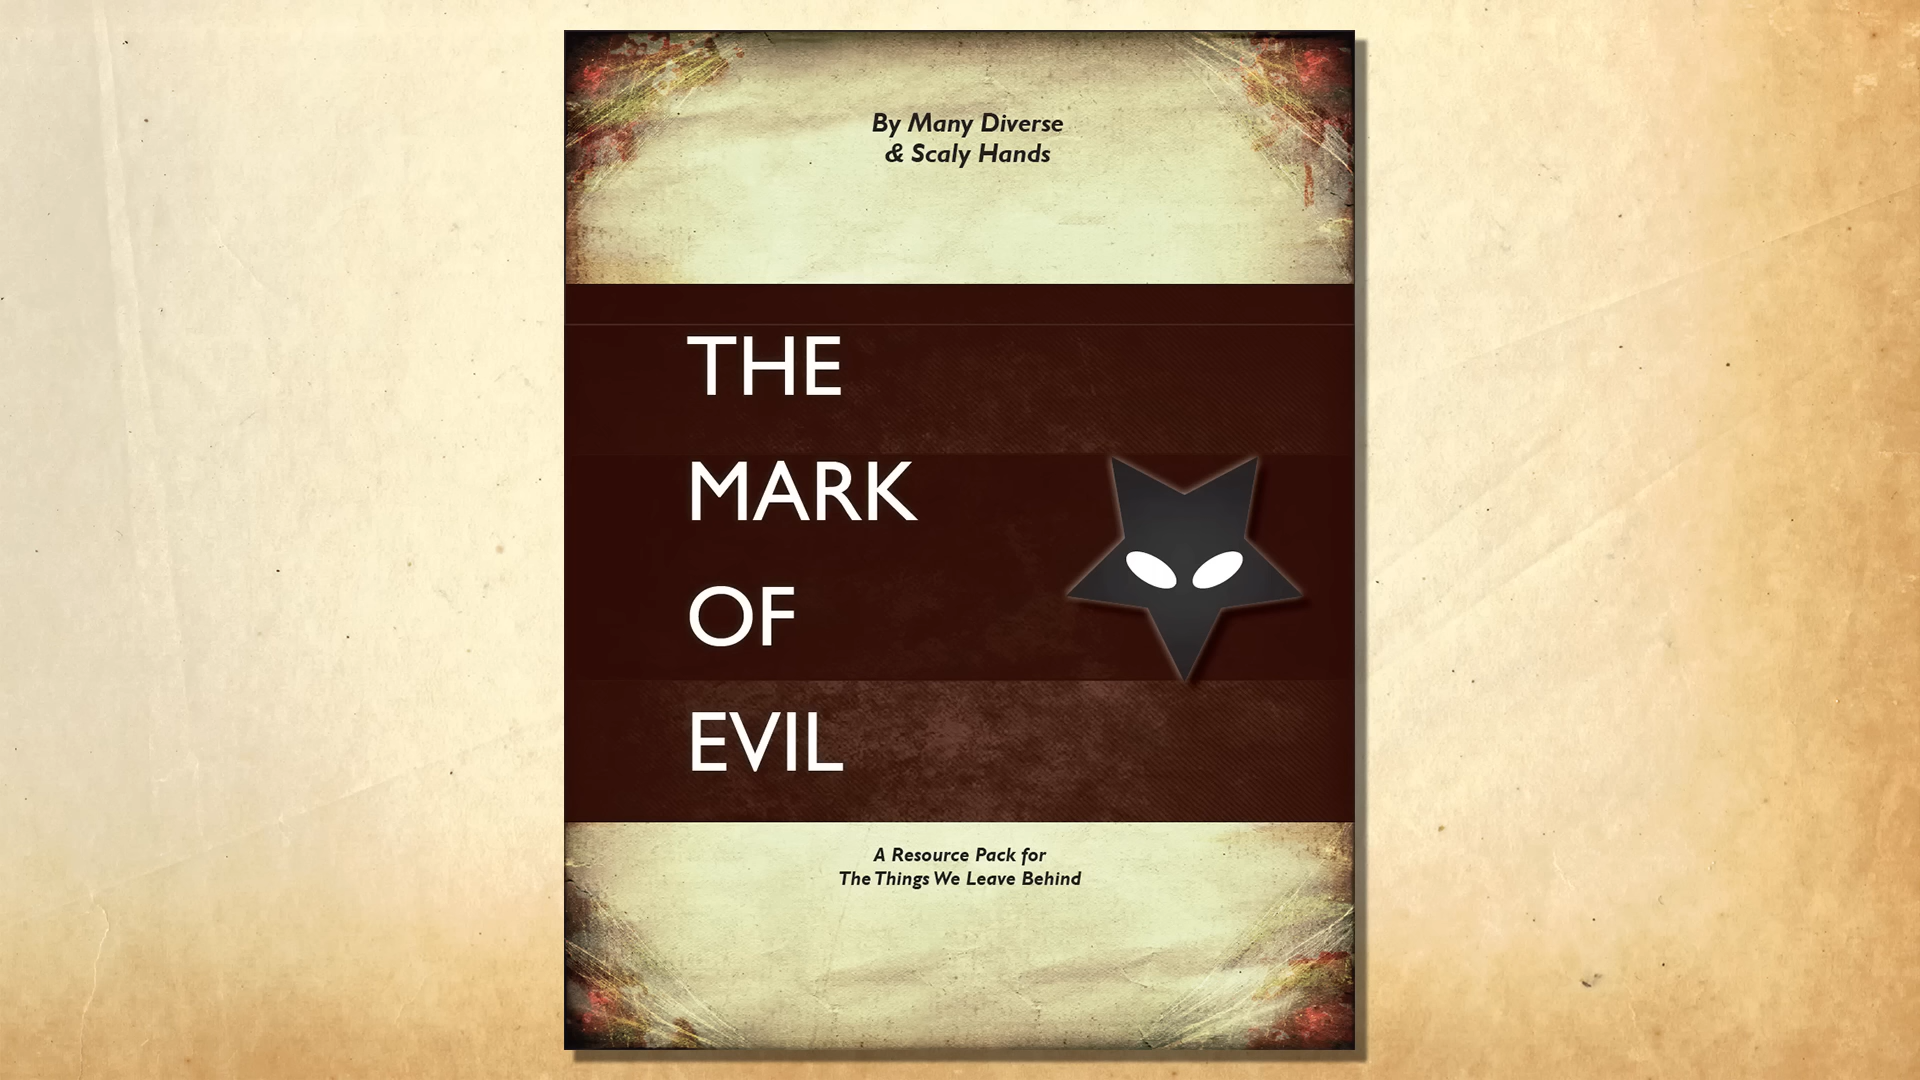 By Many Diverse
& Scaly Hands
THE
MARK
OF
EVIL
A Resource Pack for
The Things We Leave Behind